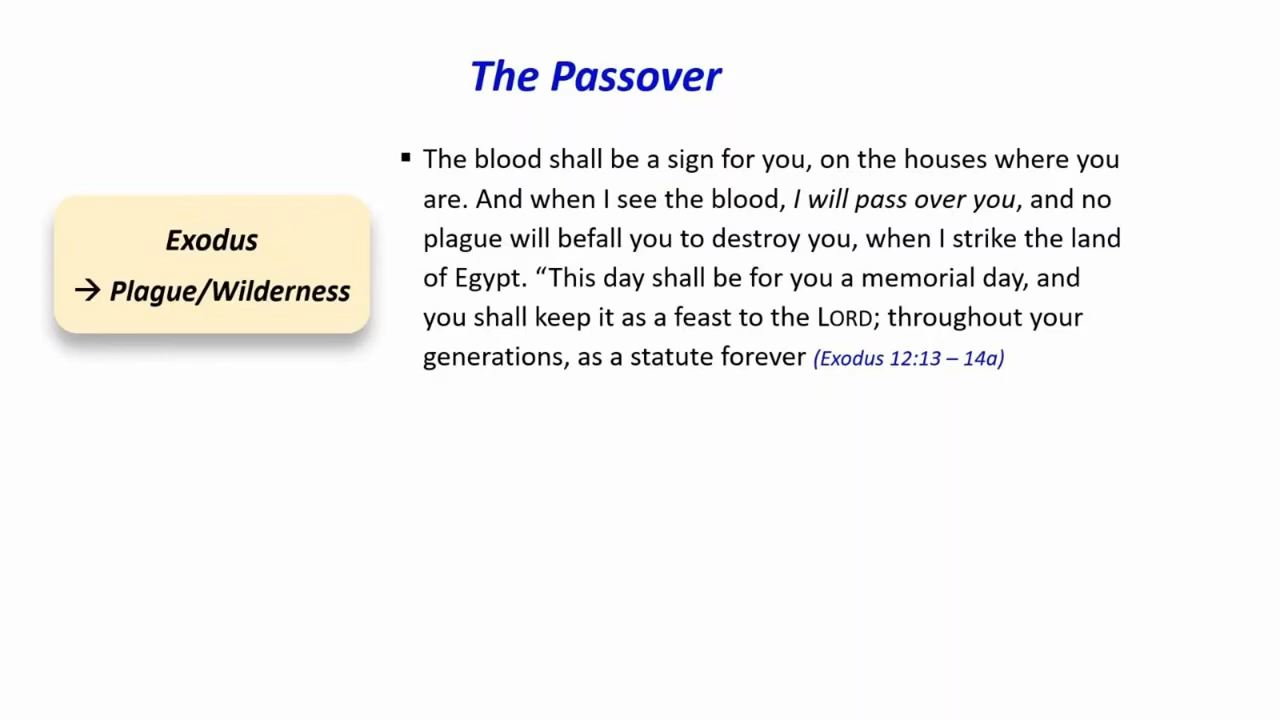 The Passover
Exodus
→ Plague/Wilderness
▪ The blood shall be a sign for you, on the houses where you
are. And when I see the blood, I will pass over you, and no
plague will befall you to destroy you, when I strike the land
of Egypt. “This day shall be for you a memorial day, and
you shall keep it as a feast to the LORD; throughout your
generations, as a statute forever (Exodus 12:13 – 14a)